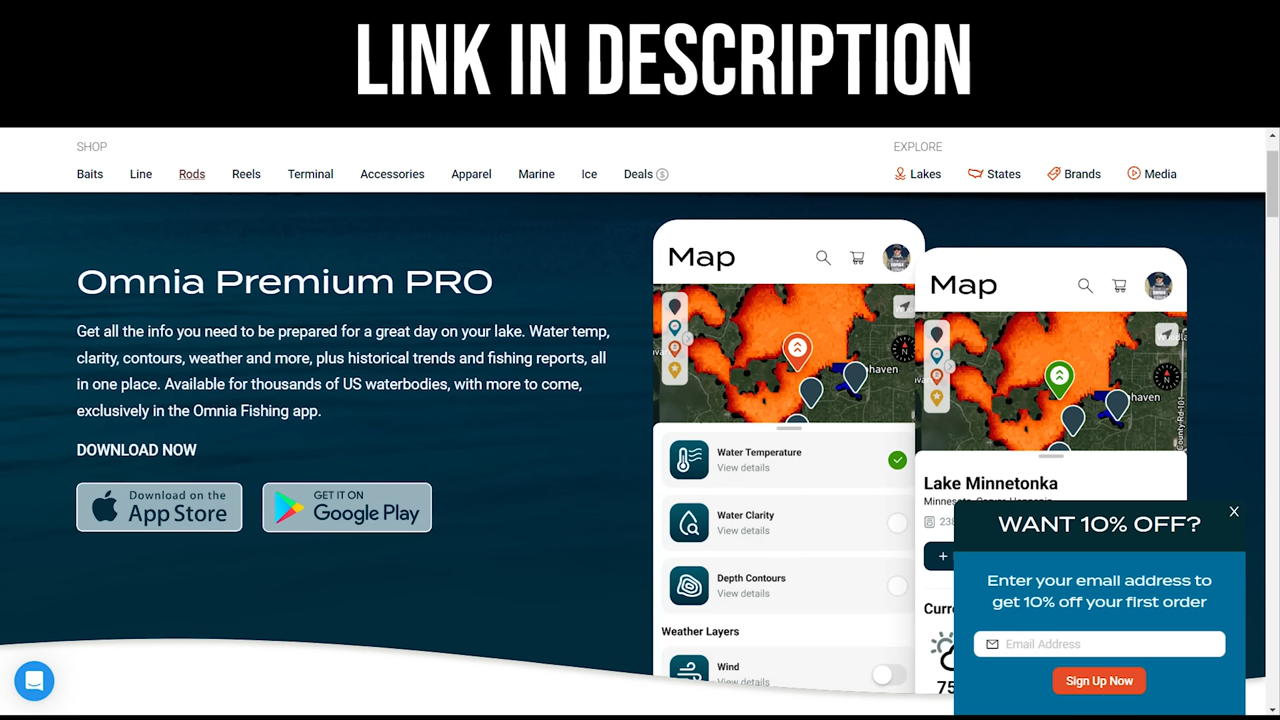 LINK IN DESCRIPTION
SHOP
EXPLORE
Baits
Line
Rods
Reels
Terminal
Accessories
Apparel
Marine
Ice
Deals $
Lakes
States
Brands
Media
Omnia Premium PRO
Get all the info you need to be prepared for a great day on your lake. Water temp,
clarity, contours, weather and more, plus historical trends and fishing reports, all
in one place. Available for thousands of US waterbodies, with more to come,
exclusively in the Omnia Fishing app.
DOWNLOAD NOW
Download on the
App Store
GET IT ON
Google Play
Map
N
haven
Water Temperature
View details
Water Clarity
View details
Depth Contours
View details
Weather Layers
Wind
View details
Map
N
haven
County Rd 101
Lake Minnetonka
+
75
WANT 10% OFF?
X
Enter your email address to
get 10% off your first order
Email Address
Sign Up Now